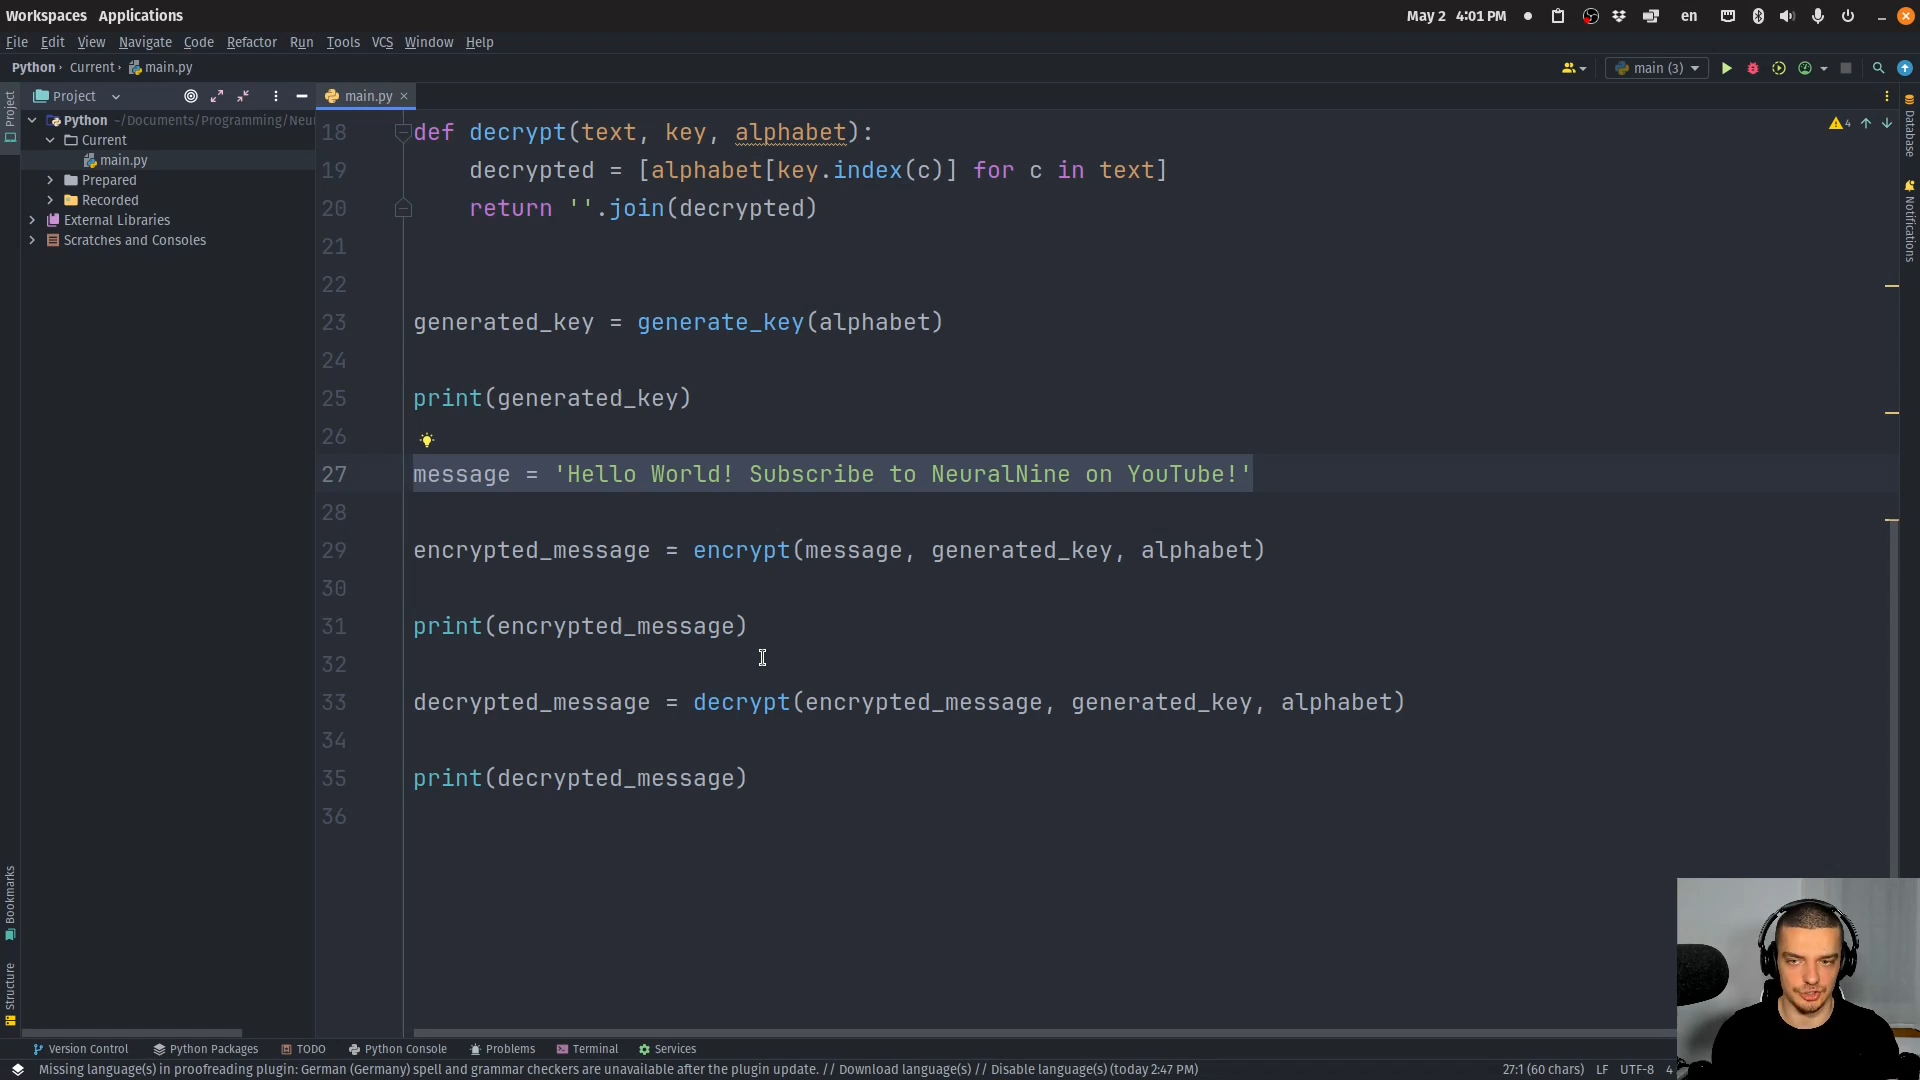 Workspaces Applications
May 2 4:01 PM
en
File Edit View Navigate Code Refactor Run Tools VCS Window Help
Python Current main.py
main (3)
Project
main.py
Python ~/Documents/Programming/Neu
Current
main.py
Prepared
Recorded
External Libraries
Scratches and Consoles
Project
Bookmarks
Structure
Database
Notifications
4
18 def decrypt(text, key, alphabet):
19 decrypted = [alphabet[key.index(c)] for c in text]
20 return ''.join(decrypted)
21
22
23 generated_key = generate_key(alphabet)
24
25 print(generated_key)
26
27 message = 'Hello World! Subscribe to NeuralNine on YouTube!'
28
29 encrypted_message = encrypt(message, generated_key, alphabet)
30
31 print(encrypted_message)
32
33 decrypted_message = decrypt(encrypted_message, generated_key, alphabet)
34
35 print(decrypted_message)
36
Version Control Python Packages TODO Python Console Problems Terminal Services
Missing language(s) in proofreading plugin: German (Germany) spell and grammar checkers are unavailable after the plugin update. // Download language(s) // Disable language(s) (today 2:47 PM)
27:1 (60 chars) LF UTF-8 4